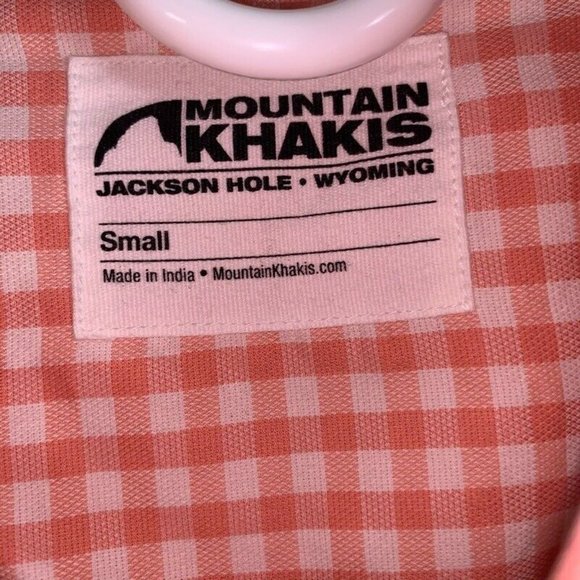 MOUNTAIN
KHAKIS
JACKSON HOLE • WYOMING
Small
Made in India • MountainKhakis.com